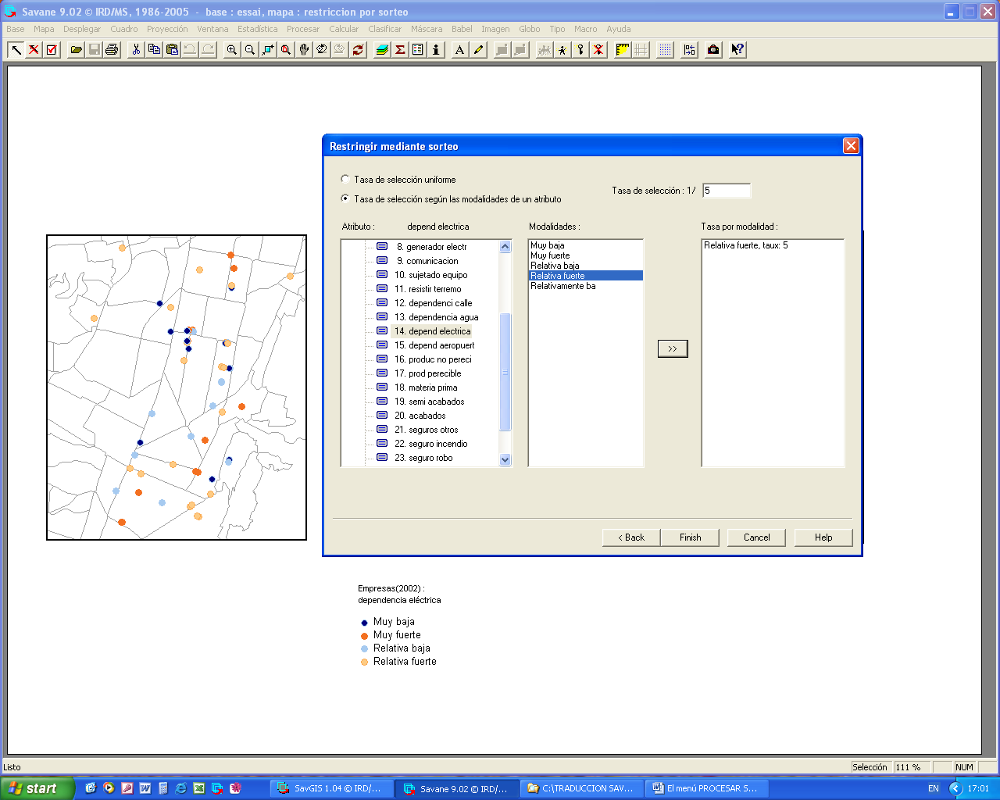 Savane 9.02 © IRD/MS, 1986-2005 - base : essai, mapa : restriccion por sorteo
Base Mapa Desplegar Cuadro Proyección Ventana Estadística Procesar Calcular Clasificar Máscara Babel Imagen Globo Tipo Macro Ayuda
Restringir mediante sorteo
Tasa de selección uniforme
Tasa de selección : 1/ 5
Tasa de selección según las modalidades de un atributo
Atributo : depend electrica
Modalidades :
Tasa por modalidad :
8. generador electr
9. comunicacion
10. sujetado equipo
11. resistir terremo
12. dependenci calle
13. dependencia agua
14. depend electrica
15. depend aeropuert
16. produc no pereci
17. prod perecible
18. materia prima
19. semi acabados
20. acabados
21. seguros otros
22. seguro incendio
23. seguro robo
Muy baja
Muy fuerte
Relativa baja
Relativa fuerte
Relativamente ba
>>
Relativa fuerte, taux: 5
< Back Finish Cancel Help
Empresas(2002) :
dependencia eléctrica
Muy baja
Muy fuerte
Relativa baja
Relativa fuerte
Listo
Selección 111 % NUM
start
SavGIS 1.04 © IRD/...
Savane 9.02 © IRD/...
C:\TRADUCCION SAV...
El menú PROCESAR S...
EN
17:01